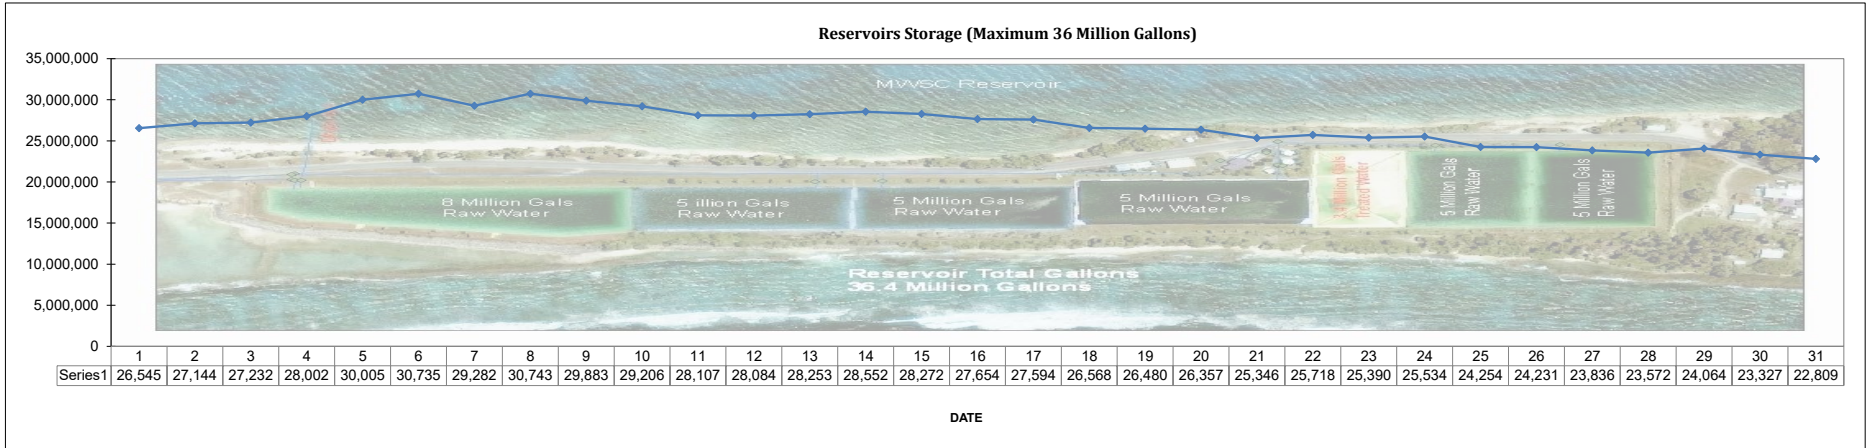 Reservoirs Storage (Maximum 36 Million Gallons)
35,000,000
30,000,000
25,000,000
20,000,000
15,000,000
10,000,000
5,000,000
0
MWSC Reservoir
8 Million Gals
Raw Water
5 illion Gals
Raw Water
5 Million Gals
Raw Water
5 Million Gals
Raw Water
Treated Water
5 Million Gals
Raw Water
5 Million Gals
Raw Water
Reservoir Total Gallons
36.4 Million Gallons
1 2 3 4 5 6 7 8 9 10 11 12 13 14 15 16 17 18 19 20 21 22 23 24 25 26 27 28 29 30 31
Series1 26,545 27,144 27,232 28,002 30,005 30,735 29,282 30,743 29,883 29,206 28,107 28,084 28,253 28,552 28,272 27,654 27,594 26,568 26,480 26,357 25,346 25,718 25,390 25,534 24,254 24,231 23,836 23,572 24,064 23,327 22,809
DATE